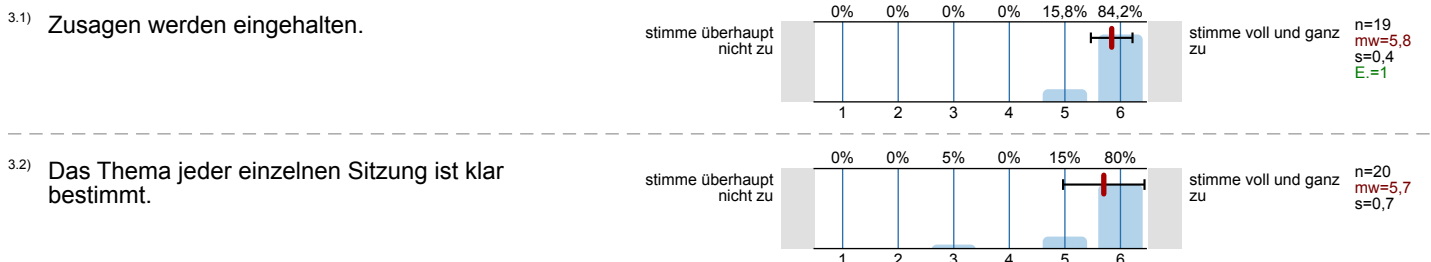 3.1) Zusagen werden eingehalten.
stimme überhaupt
nicht zu
0% 0% 0% 0% 15,8% 84,2%
1 2 3 4 5 6
stimme voll und ganz
zu
n=19
mw=5,8
s=0,4
E.=1
3.2) Das Thema jeder einzelnen Sitzung ist klar
bestimmt.
stimme überhaupt
nicht zu
0% 0% 5% 0% 15% 80%
1 2 3 4 5 6
stimme voll und ganz
zu
n=20
mw=5,7
s=0,7